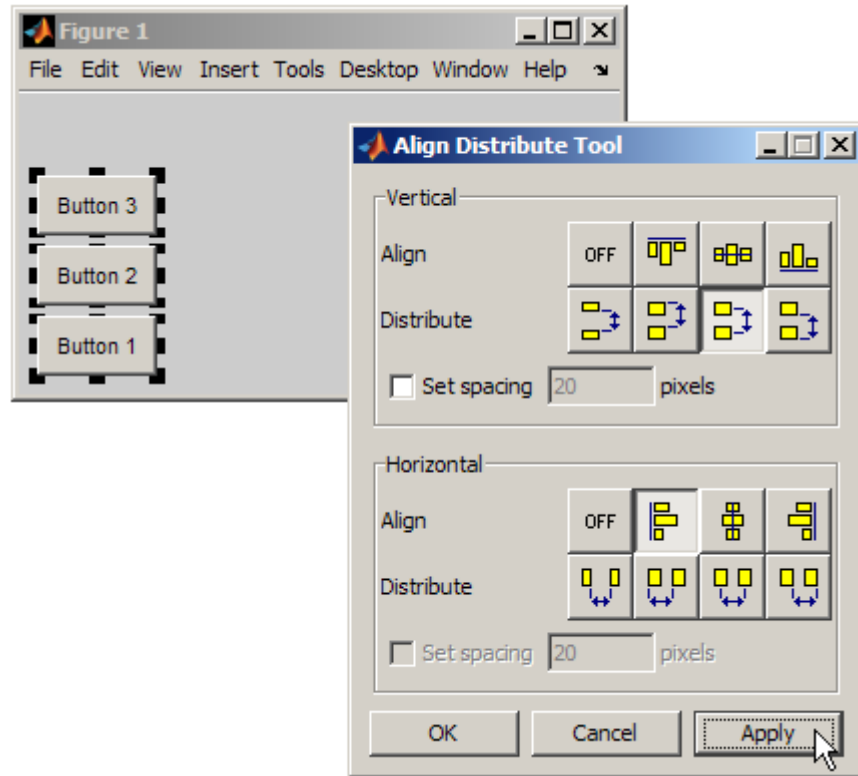 Figure 1
File Edit View Insert Tools Desktop Window Help
Button 3
Button 2
Button 1
Align Distribute Tool
Vertical
Align OFF
Distribute
Set spacing 20 pixels
Horizontal
Align OFF
Distribute
Set spacing 20 pixels
OK Cancel Apply